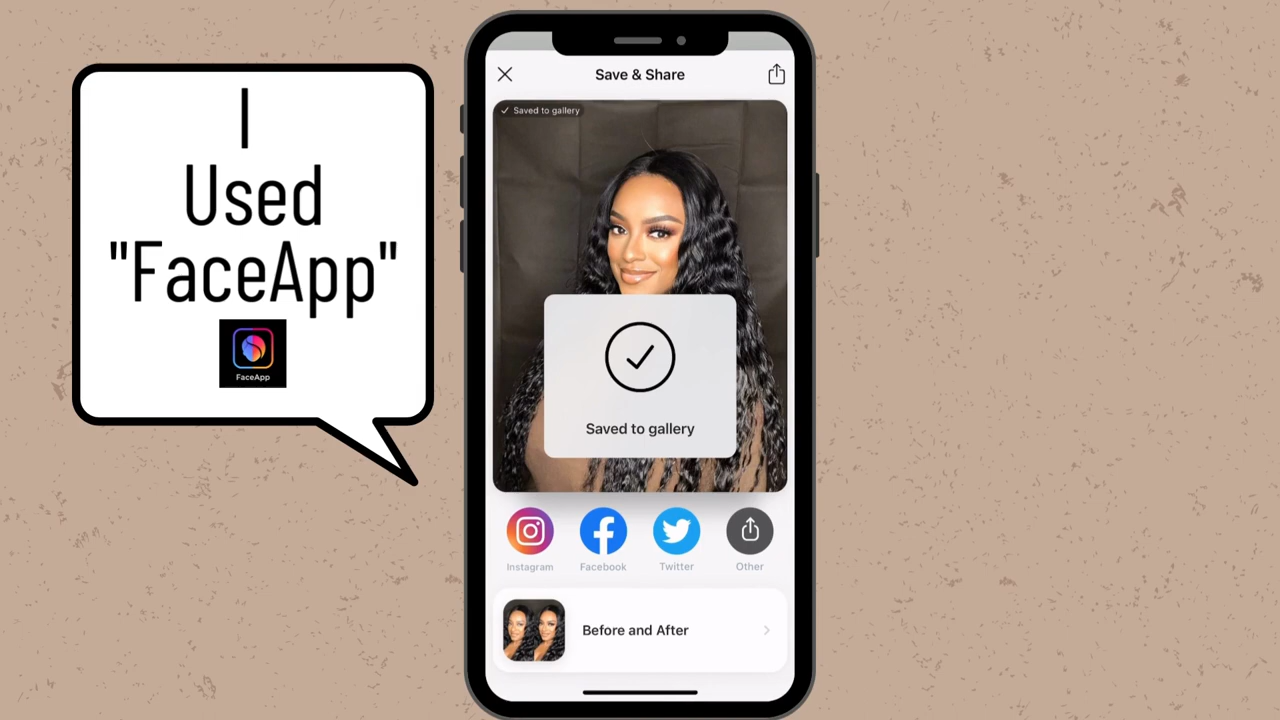 I
Used
"FaceApp"
FaceApp
Save & Share
Saved to gallery
Saved to gallery
Instagram
Facebook
Twitter
Other
Before and After